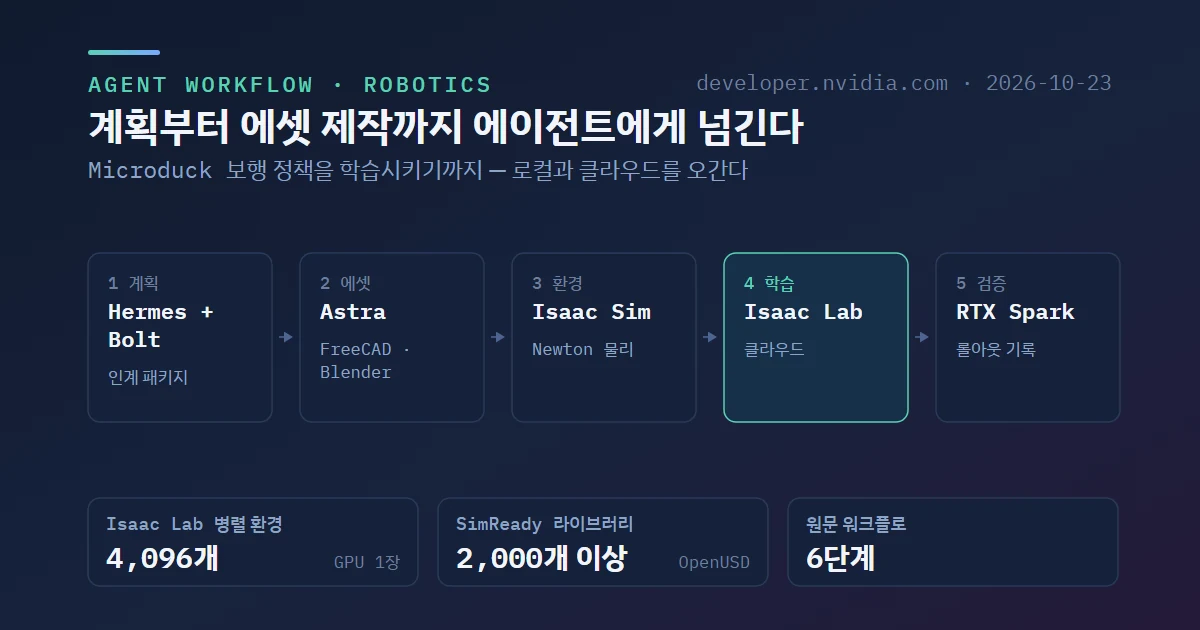 AGENT WORKFLOW · ROBOTICS
developer.nvidia.com · 2026-10-23
계획부터 에셋 제작까지 에이전트에게 넘긴다
Microduck 보행 정책을 학습시키기까지 — 로컬과 클라우드를 오간다
1 계획
Hermes +
Bolt
인계 패키지
2 에셋
Astra
FreeCAD ·
Blender
3 환경
Isaac Sim
Newton 물리
4 학습
Isaac Lab
클라우드
5 검증
RTX Spark
롤아웃 기록
Isaac Lab 병렬 환경
4,096개
GPU 1장
SimReady 라이브러리
2,000개 이상
OpenUSD
원문 워크플로
6단계